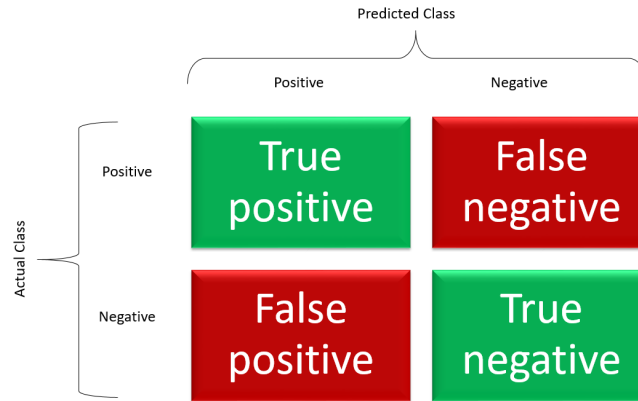 Predicted Class
Positive
Negative
Actual Class
Positive
True
positive
False
negative
Negative
False
positive
True
negative